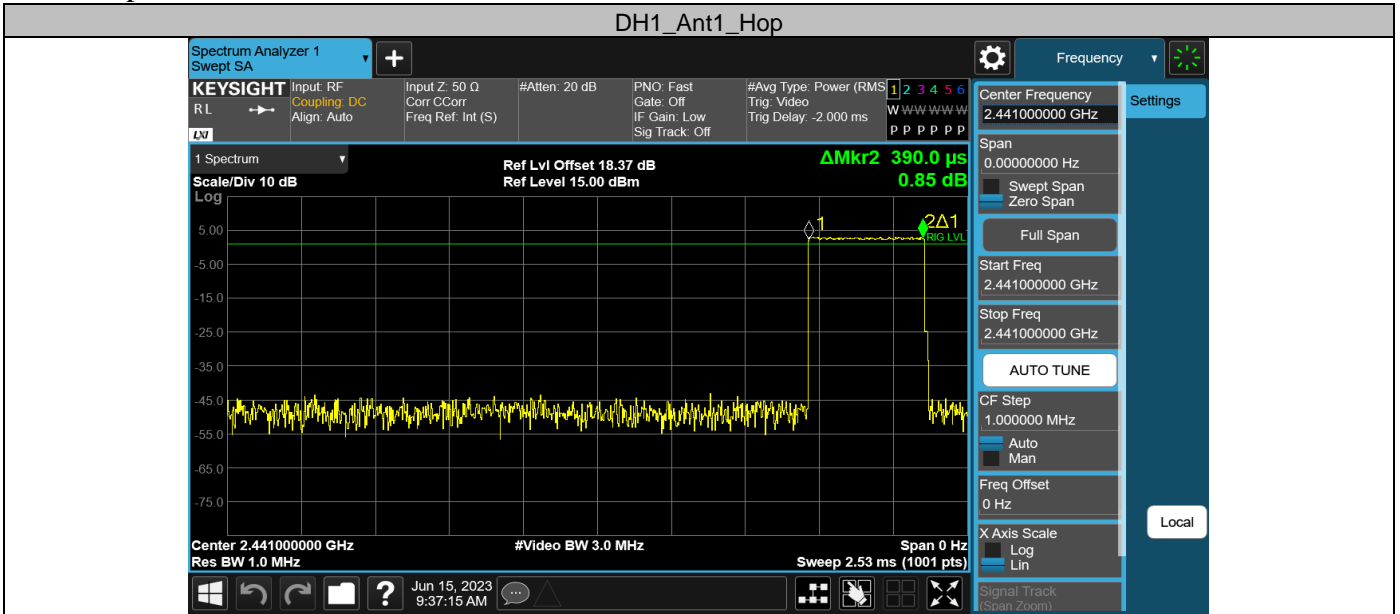 DH1_Ant1_Hop
Spectrum Analyzer 1
Swept SA
Frequency
KEYSIGHT
RL
LXI
Input: RF
Coupling: DC
Align: Auto
Input Z: 50 Ω
Corr CCorr
Freq Ref: Int (S)
#Atten: 20 dB
PNO: Fast
Gate: Off
IF Gain: Low
Sig Track: Off
#Avg Type: Power (RMS
Trig: Video
Trig Delay: -2.000 ms
1 2 3 4 5 6
W W W W W W
P P P P P P
1 Spectrum
Scale/Div 10 dB
Log
Ref Lvl Offset 18.37 dB
Ref Level 15.00 dBm
ΔMkr2 390.0 µs
0.85 dB
1
2Δ1
RIG LVL
5.00
-5.00
-15.0
-25.0
-35.0
-45.0
-55.0
-65.0
-75.0
Center 2.441000000 GHz
Res BW 1.0 MHz
#Video BW 3.0 MHz
Span 0 Hz
Sweep 2.53 ms (1001 pts)
Center Frequency
2.441000000 GHz
Settings
Span
0.00000000 Hz
Swept Span
Zero Span
Full Span
Start Freq
2.441000000 GHz
Stop Freq
2.441000000 GHz
AUTO TUNE
CF Step
1.000000 MHz
Auto
Man
Freq Offset
0 Hz
X Axis Scale
Log
Lin
Local
Signal Track
(Span Zoom)
?
Jun 15, 2023
9:37:15 AM